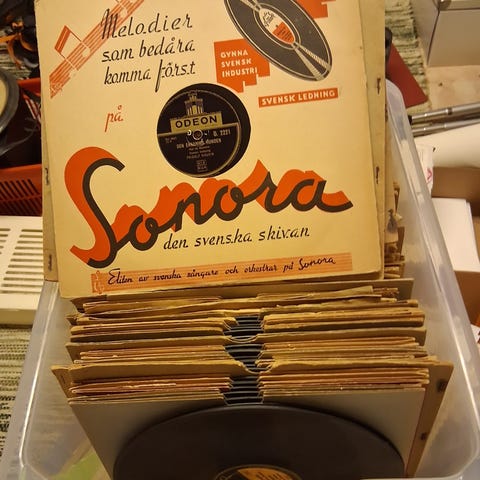 Melodier
som bedåra
komma först
på
GYNNA
SVENSK
INDUSTRI
SVENSK LEDNING
ODEON
D. 2221
Sonora
den svenska skivan
Eliten av svenska sångare och orkestrar på Sonora